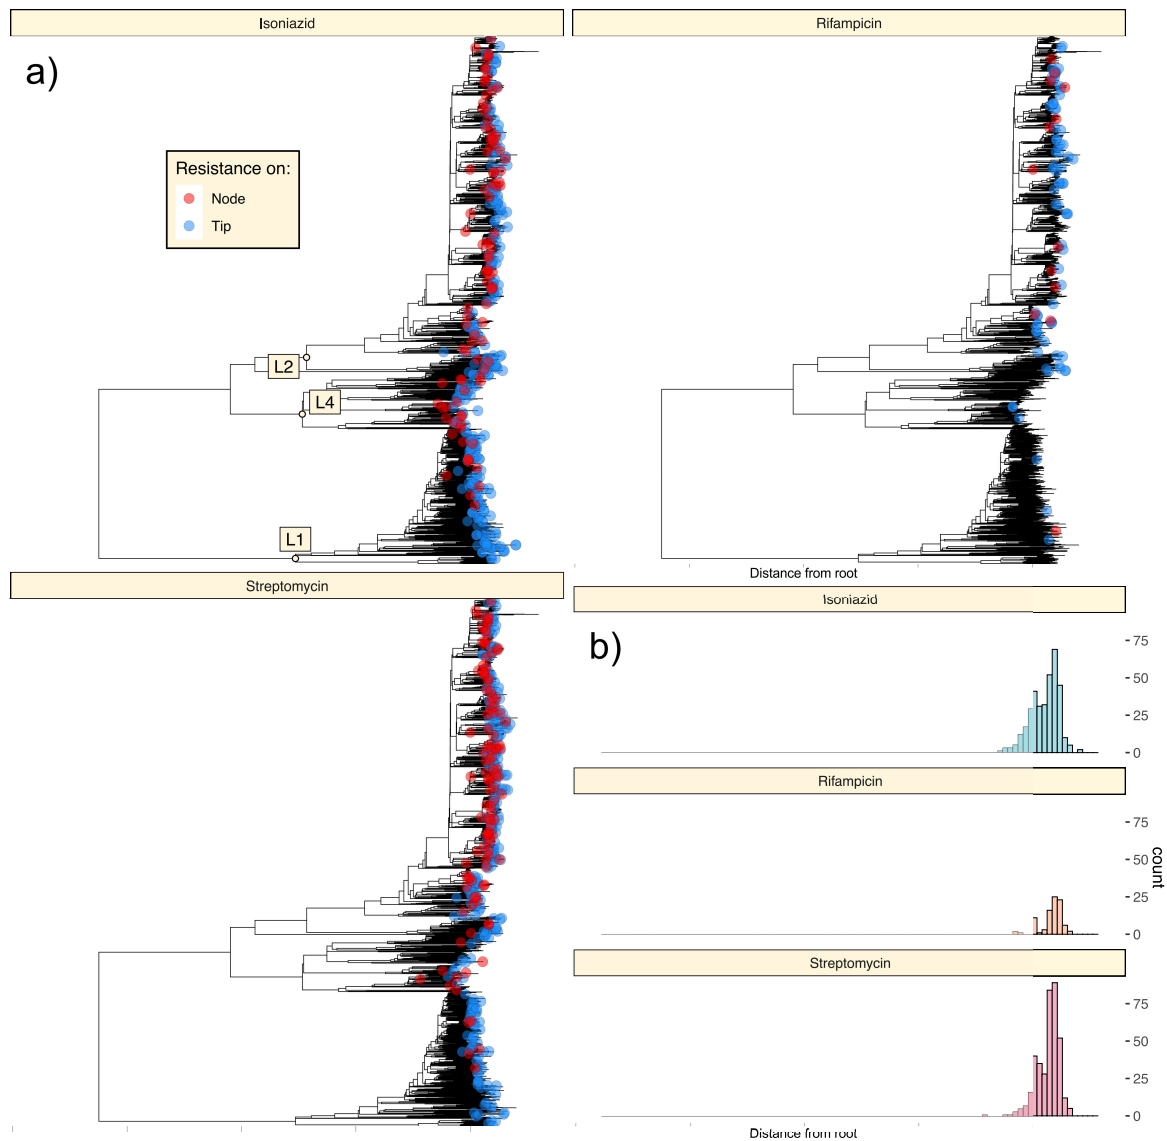 Isoniazid
Rifampicin
a)
Resistance on:
Node
Tip
L2
L4
L1
Distance from root
Streptomycin
Isoniazid
b)
75
50
25
0
Rifampicin
75
50
25
0
count
Streptomycin
75
50
25
0
Distance from root